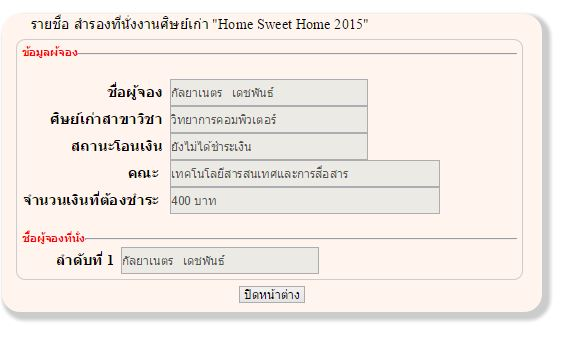 รายชื่อ สำรองที่นั่งงานศิษย์เก่า "Home Sweet Home 2015"
ข้อมูลผู้จอง
ชื่อผู้จอง กัลยาเนตร เดชพันธ์
ศิษย์เก่าสาขาวิชา วิทยาการคอมพิวเตอร์
สถานะโอนเงิน ยังไม่ได้ชำระเงิน
คณะ เทคโนโลยีสารสนเทศและการสื่อสาร
จำนวนเงินที่ต้องชำระ 400 บาท
ชื่อผู้จองที่นั่ง
ลำดับที่ 1 กัลยาเนตร เดชพันธ์
ปิดหน้าต่าง